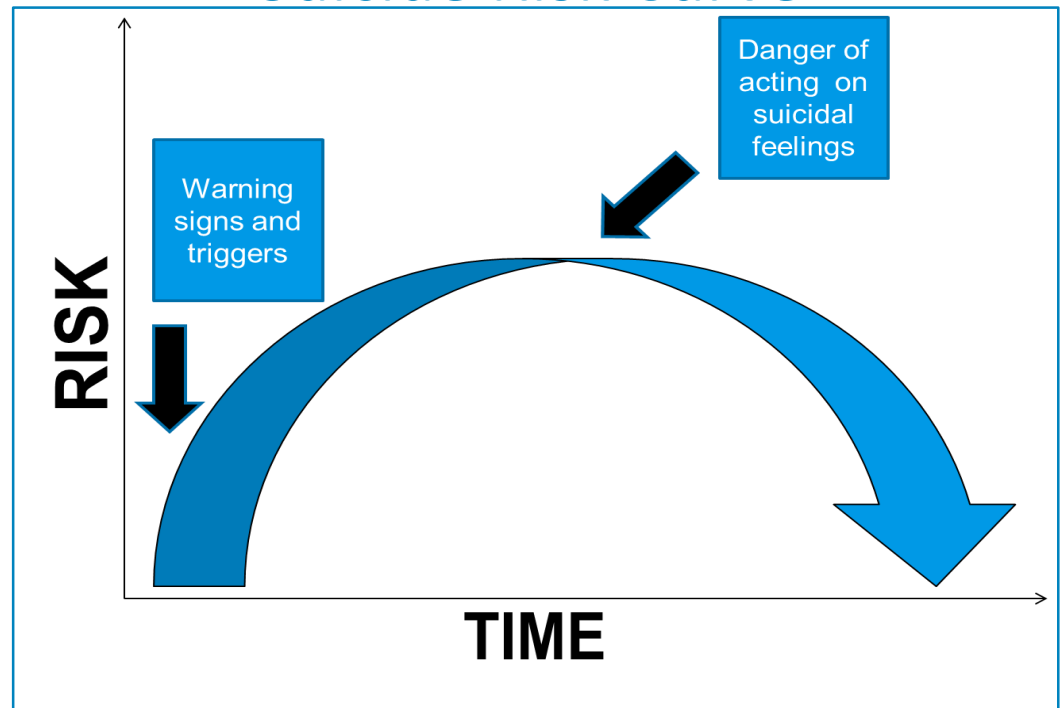 Warning
signs and
triggers
Danger of
acting on
suicidal
feelings
RISK
TIME